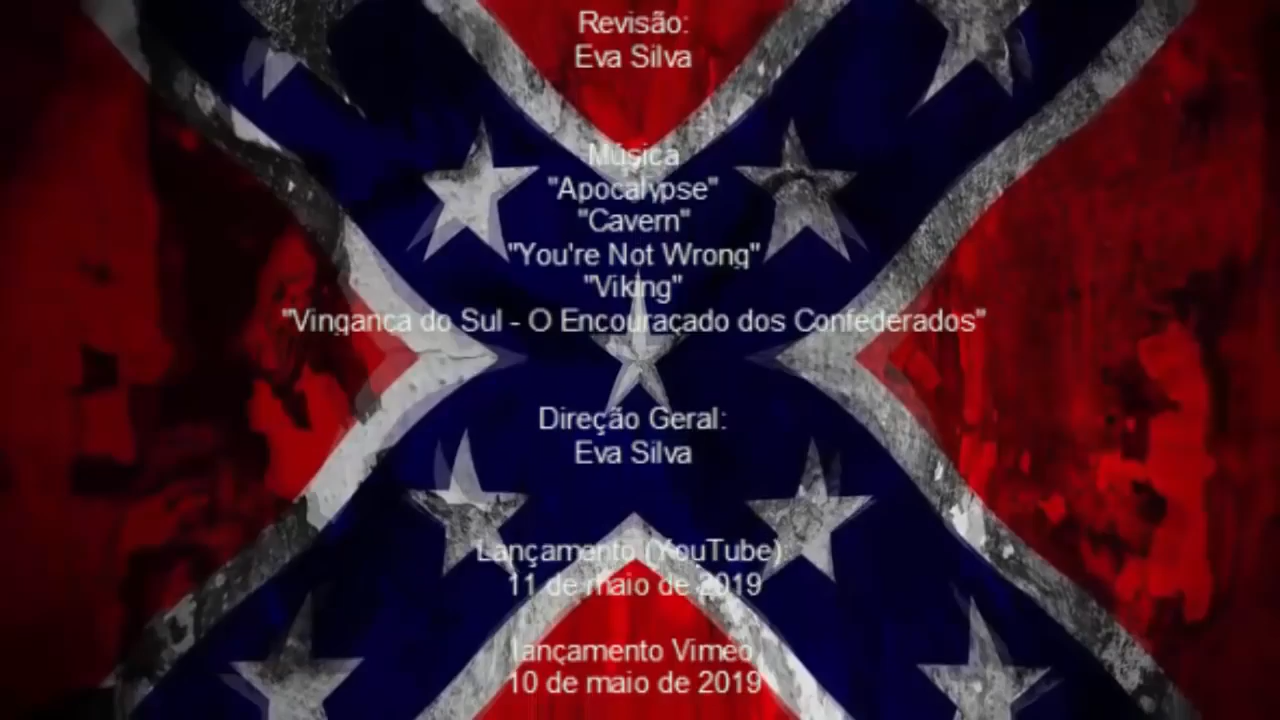 Revisão:
Eva Silva
Música
"Apocalypse"
"Cavern"
"You're Not Wrong"
"Viking"
"Vingança do Sul - O Encouraçado dos Confederados"
Direção Geral:
Eva Silva
Lançamento (YouTube)
11 de maio de 2019
lançamento Vimeo
10 de maio de 2019